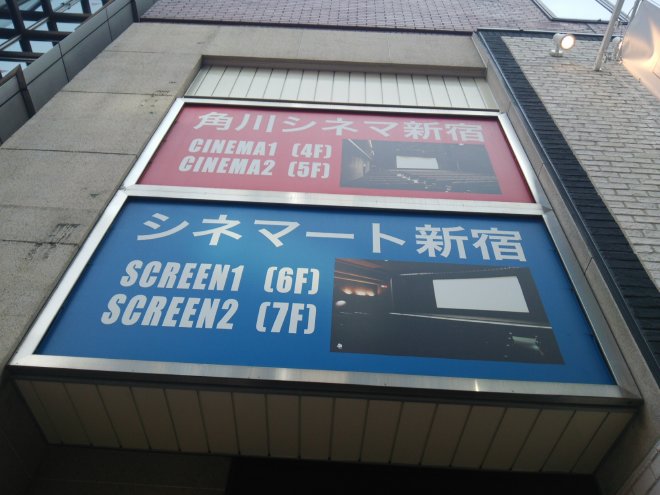 角川シネマ新宿
CINEMA1 (4F)
CINEMA2 (5F)
シネマート新宿
SCREEN1 (6F)
SCREEN2 (7F)